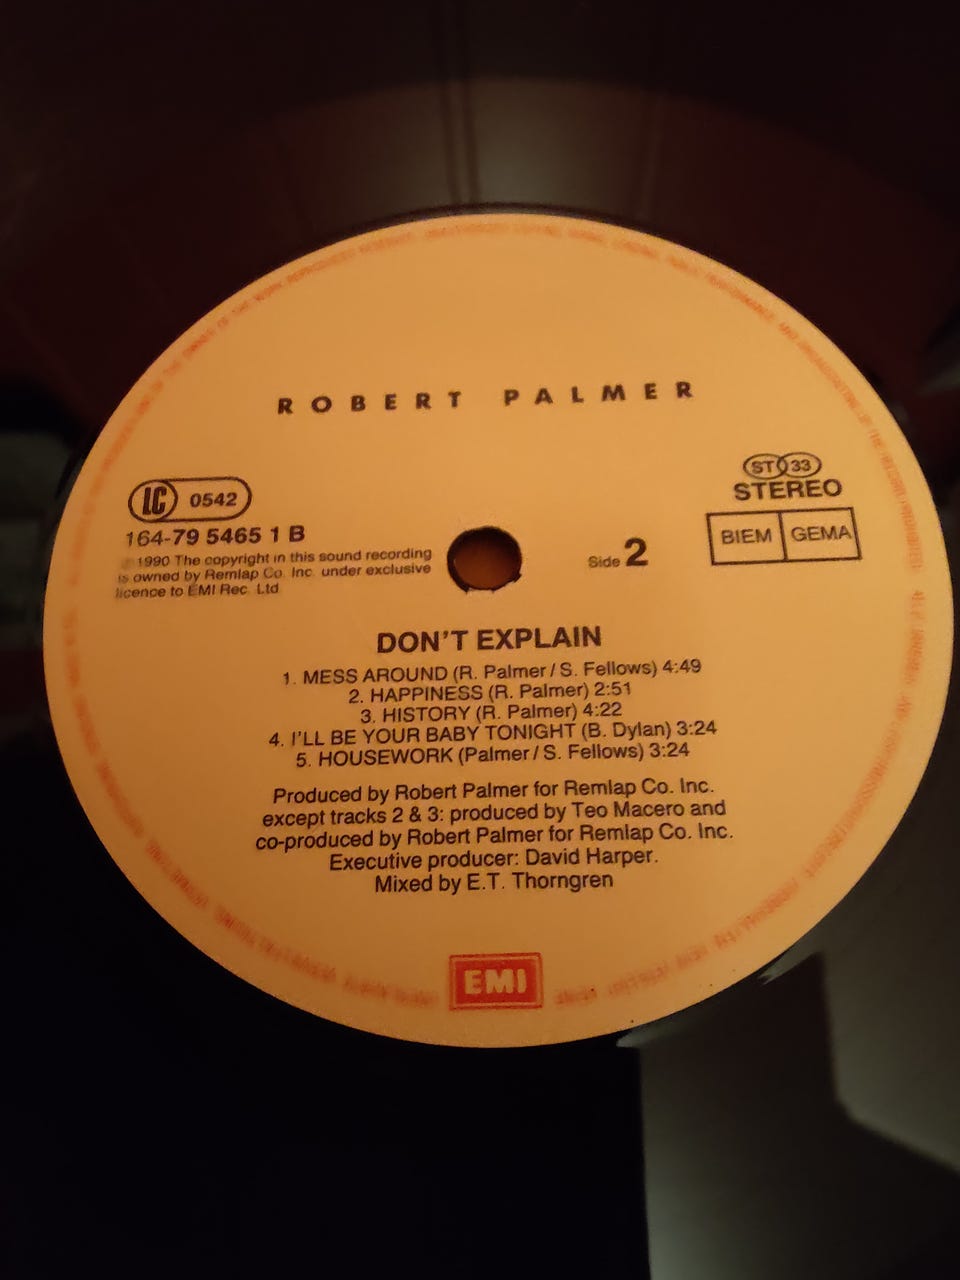 ROBERT PALMER
LC 0542
164-79 5465 1 B
1990 The copyright in this sound recording
is owned by Remlap Co. Inc. under exclusive
licence to EMI Rec. Ltd
Side 2
ST 33
STEREO
BIEM GEMA
DON'T EXPLAIN
1. MESS AROUND (R. Palmer / S. Fellows) 4:49
2. HAPPINESS (R. Palmer) 2:51
3. HISTORY (R. Palmer) 4:22
4. I'LL BE YOUR BABY TONIGHT (B. Dylan) 3:24
5. HOUSEWORK (Palmer / S. Fellows) 3:24
Produced by Robert Palmer for Remlap Co. Inc.
except tracks 2 & 3: produced by Teo Macero and
co-produced by Robert Palmer for Remlap Co. Inc.
Executive producer: David Harper.
Mixed by E.T. Thorngren
EMI